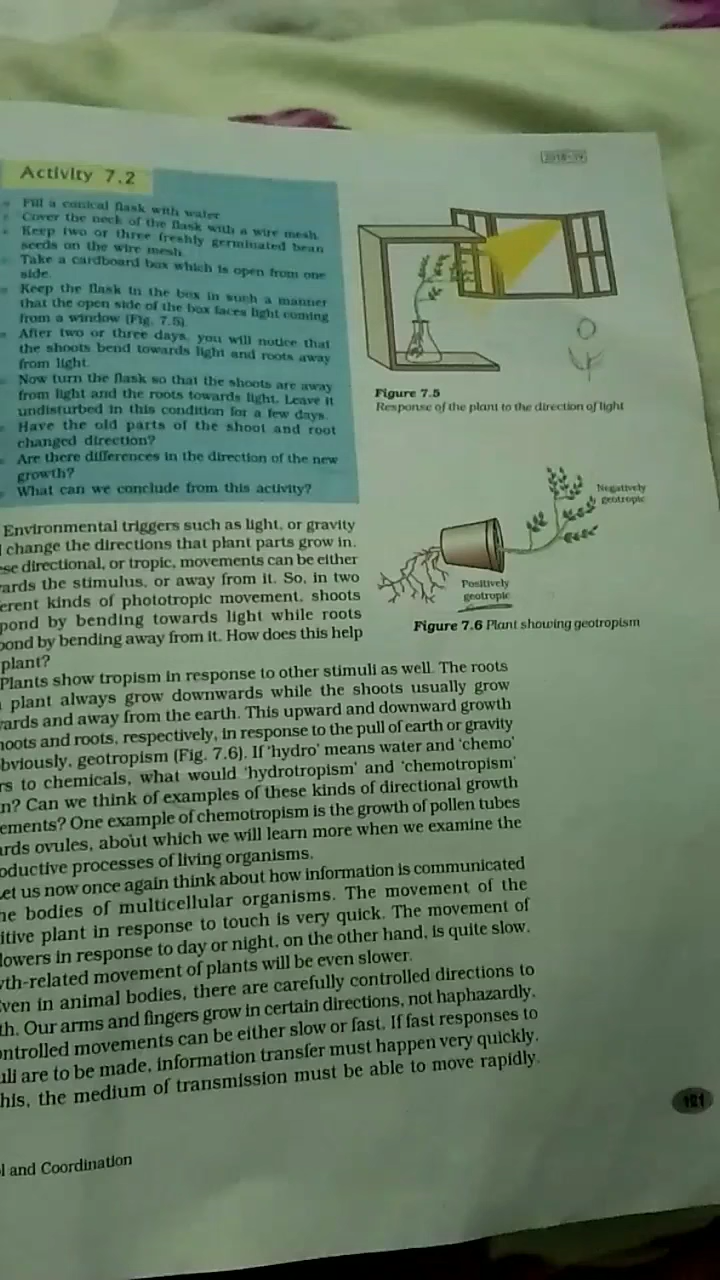 2018-19
Activity 7.2
Fill a conical flask with water.
Cover the neck of the flask with a wire mesh.
Keep two or three freshly germinated bean
seeds on the wire mesh.
Take a cardboard box which is open from one
side.
Keep the flask in the box in such a manner
that the open side of the box faces light coming
from a window (Fig. 7.5).
After two or three days, you will notice that
the shoots bend towards light and roots away
from light.
Now turn the flask so that the shoots are away
from light and the roots towards light. Leave it
undisturbed in this condition for a few days.
Have the old parts of the shoot and root
changed direction?
Are there differences in the direction of the new
growth?
What can we conclude from this activity?
Figure 7.5
Response of the plant to the direction of light
Negatively
geotropic
Positively
geotropic
Figure 7.6 Plant showing geotropism
Environmental triggers such as light, or gravity
change the directions that plant parts grow in.
se directional, or tropic, movements can be either
ards the stimulus, or away from it. So, in two
erent kinds of phototropic movement, shoots
pond by bending towards light while roots
pond by bending away from it. How does this help
plant?
Plants show tropism in response to other stimuli as well. The roots
plant always grow downwards while the shoots usually grow
ards and away from the earth. This upward and downward growth
hoots and roots, respectively, in response to the pull of earth or gravity
bviously, geotropism (Fig. 7.6). If 'hydro' means water and 'chemo'
rs to chemicals, what would 'hydrotropism' and 'chemotropism'
n? Can we think of examples of these kinds of directional growth
ements? One example of chemotropism is the growth of pollen tubes
ards ovules, about which we will learn more when we examine the
oductive processes of living organisms.
Let us now once again think about how information is communicated
he bodies of multicellular organisms. The movement of the
itive plant in response to touch is very quick. The movement of
lowers in response to day or night, on the other hand, is quite slow.
vth-related movement of plants will be even slower.
Even in animal bodies, there are carefully controlled directions to
th. Our arms and fingers grow in certain directions, not haphazardly.
ontrolled movements can be either slow or fast. If fast responses to
uli are to be made, information transfer must happen very quickly.
his, the medium of transmission must be able to move rapidly.
l and Coordination
121